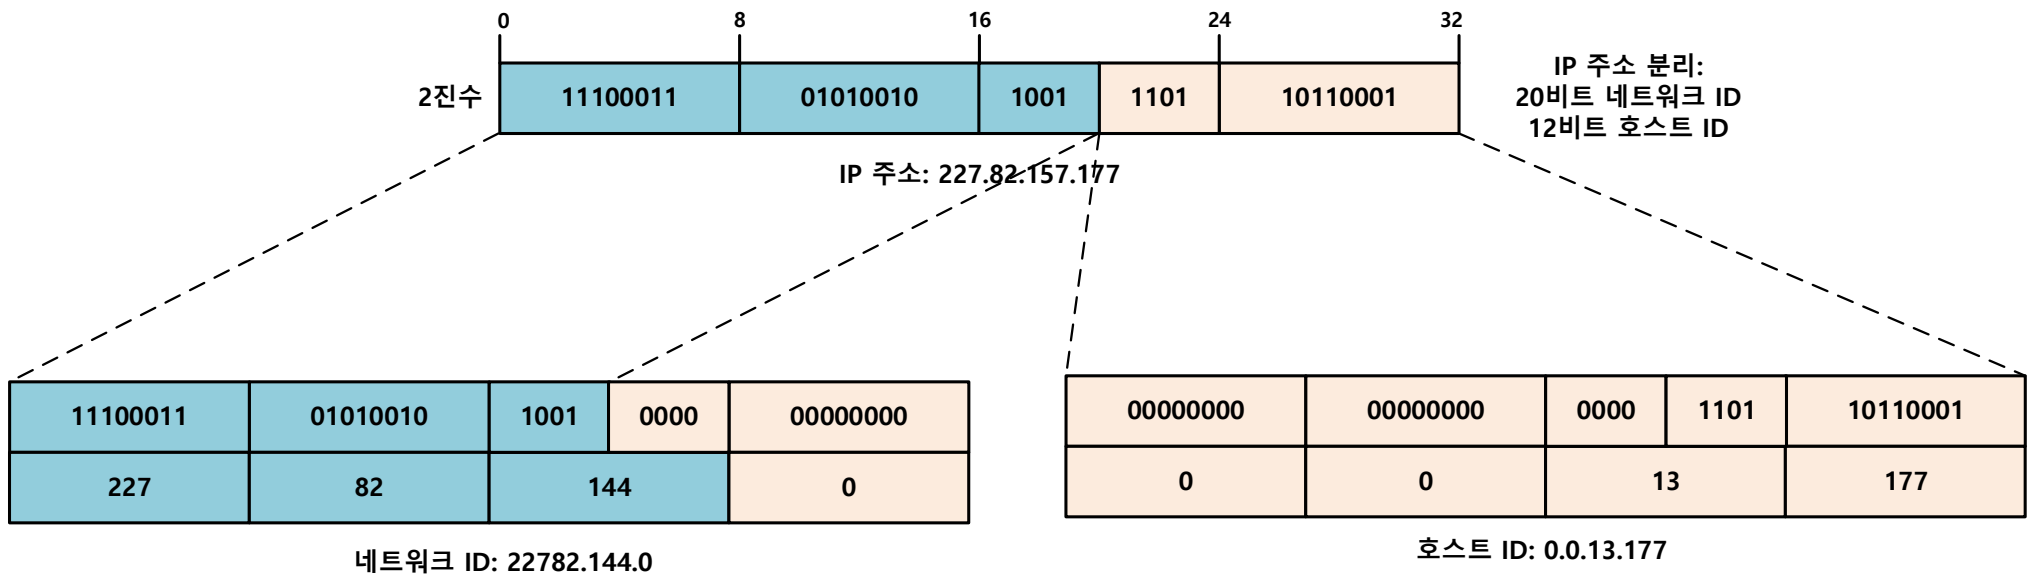 0 8 16 24 32
2진수 11100011 01010010 1001 1101 10110001
IP 주소 분리:
20비트 네트워크 ID
12비트 호스트 ID
IP 주소: 227.82.157.177
11100011 01010010 1001 0000 00000000
227 82 144 0
네트워크 ID: 22782.144.0
00000000 00000000 0000 1101 10110001
0 0 13 177
호스트 ID: 0.0.13.177